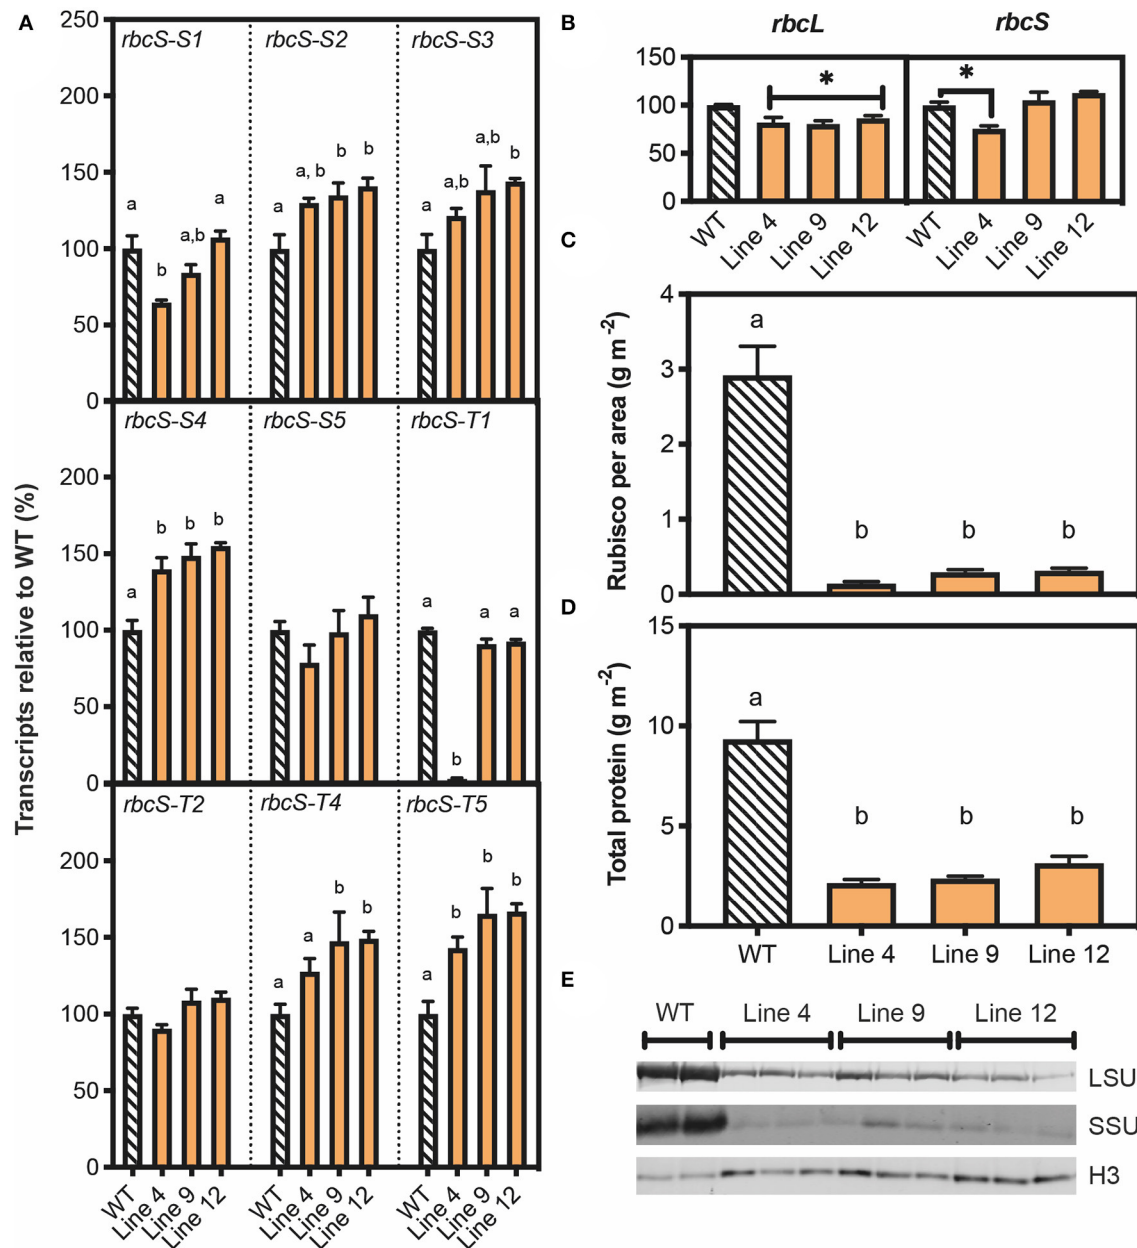 A
Transcripts relative to WT (%)
250
200
150
100
50
0
rbcS-S1
a
b
a,b
a
rbcS-S2
a
a, b
b
b
rbcS-S3
a
a,b
a,b
b
200
150
100
50
0
rbcS-S4
a
b
b
b
rbcS-S5
rbcS-T1
a
b
a
a
200
150
100
50
0
rbcS-T2
rbcS-T4
a
a
b
b
rbcS-T5
a
b
b
b
WT
Line 4
Line 9
Line 12
WT
Line 4
Line 9
Line 12
WT
Line 4
Line 9
Line 12
B
rbcL
rbcS
150
100
50
0
*
*
WT
Line 4
Line 9
Line 12
WT
Line 4
Line 9
Line 12
C
Rubisco per area (g m-2)
4
3
2
1
0
a
b
b
b
D
Total protein (g m-2)
15
10
5
0
a
b
b
b
WT
Line 4
Line 9
Line 12
E
WT
Line 4
Line 9
Line 12
LSU
SSU
H3